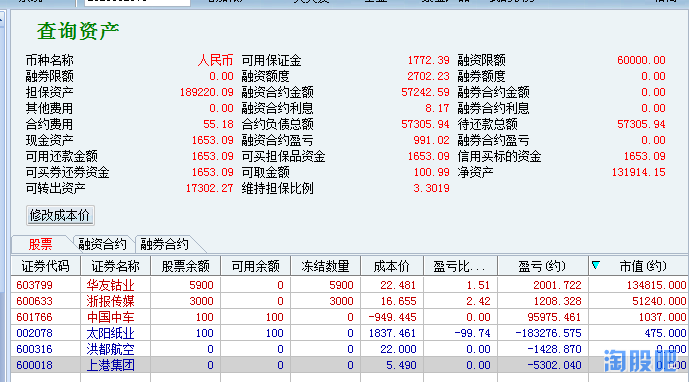 查询资产
币种名称 人民币 可用保证金 1772.39 融资限额 60000.00
融券限额 0.00 融资额度 2702.23 融券额度 0.00
担保资产 189220.09 融资合约金额 57242.59 融券合约金额 0.00
其他费用 0.00 融资合约利息 8.17 融券合约利息 0.00
合约费用 55.18 合约负债总额 57305.94 待还款总额 57305.94
现金资产 1653.09 融资合约盈亏 991.02 融券合约盈亏 0.00
可用还款金额 1653.09 可买担保品资金 1653.09 信用买标的资金 1653.09
可买券还券资金 1653.09 可取金额 100.99 净资产 131914.15
可转出资产 17302.27 维持担保比例 3.3019
修改成本价
股票 融资合约 融券合约
证券代码 证券名称 股票余额 可用余额 冻结数量 成本价 盈亏比... 盈亏(约) 市值(约)
603799 华友钴业 5900 0 5900 22.481 1.51 2001.722 134815.000
600633 浙报传媒 3000 0 3000 16.655 2.42 1208.328 51240.000
601766 中国中车 100 100 0 -949.445 0.00 95975.461 1037.000
002078 太阳纸业 100 100 0 1837.461 -99.74 -183276.575 475.000
600316 洪都航空 0 0 0 22.000 0.00 -1428.870 0.000
600018 上港集团 0 0 0 5.490 0.00 -5302.040 0.000
淘股吧